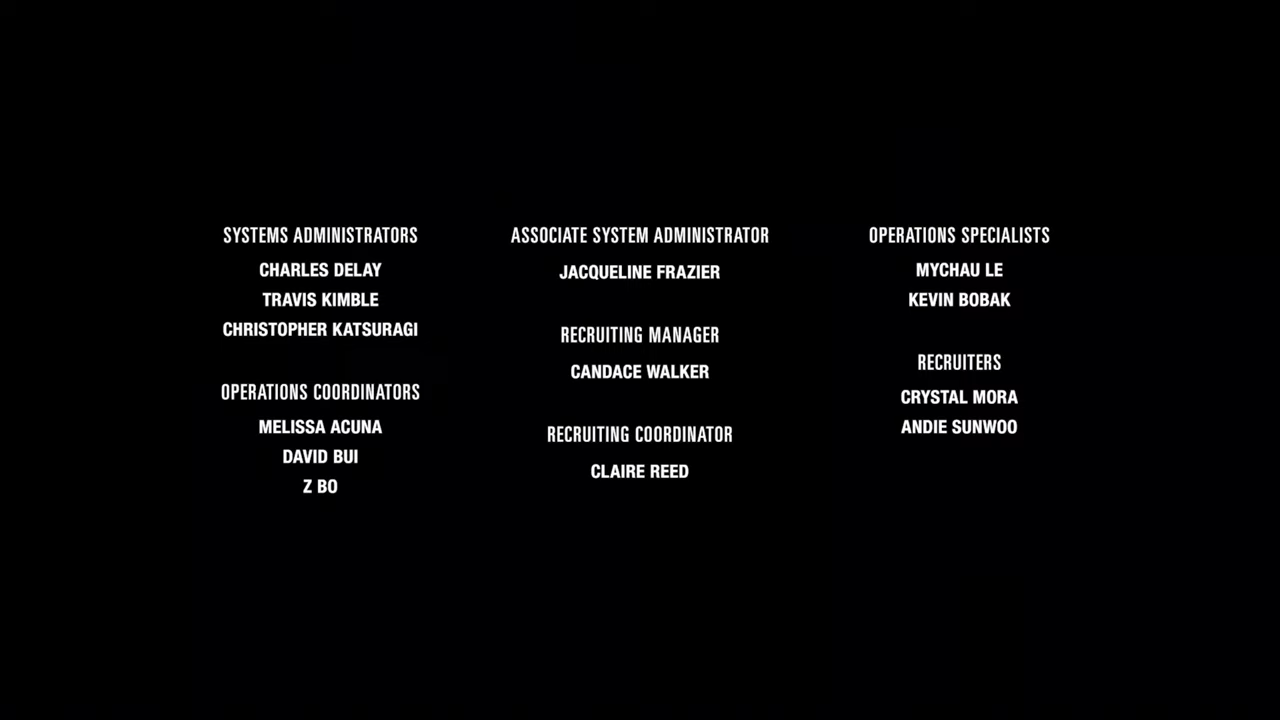 SYSTEMS ADMINISTRATORS
CHARLES DELAY
TRAVIS KIMBLE
CHRISTOPHER KATSURAGI
OPERATIONS COORDINATORS
MELISSA ACUNA
DAVID BUI
Z BO
ASSOCIATE SYSTEM ADMINISTRATOR
JACQUELINE FRAZIER
RECRUITING MANAGER
CANDACE WALKER
RECRUITING COORDINATOR
CLAIRE REED
OPERATIONS SPECIALISTS
MYCHAU LE
KEVIN BOBAK
RECRUITERS
CRYSTAL MORA
ANDIE SUNWOO